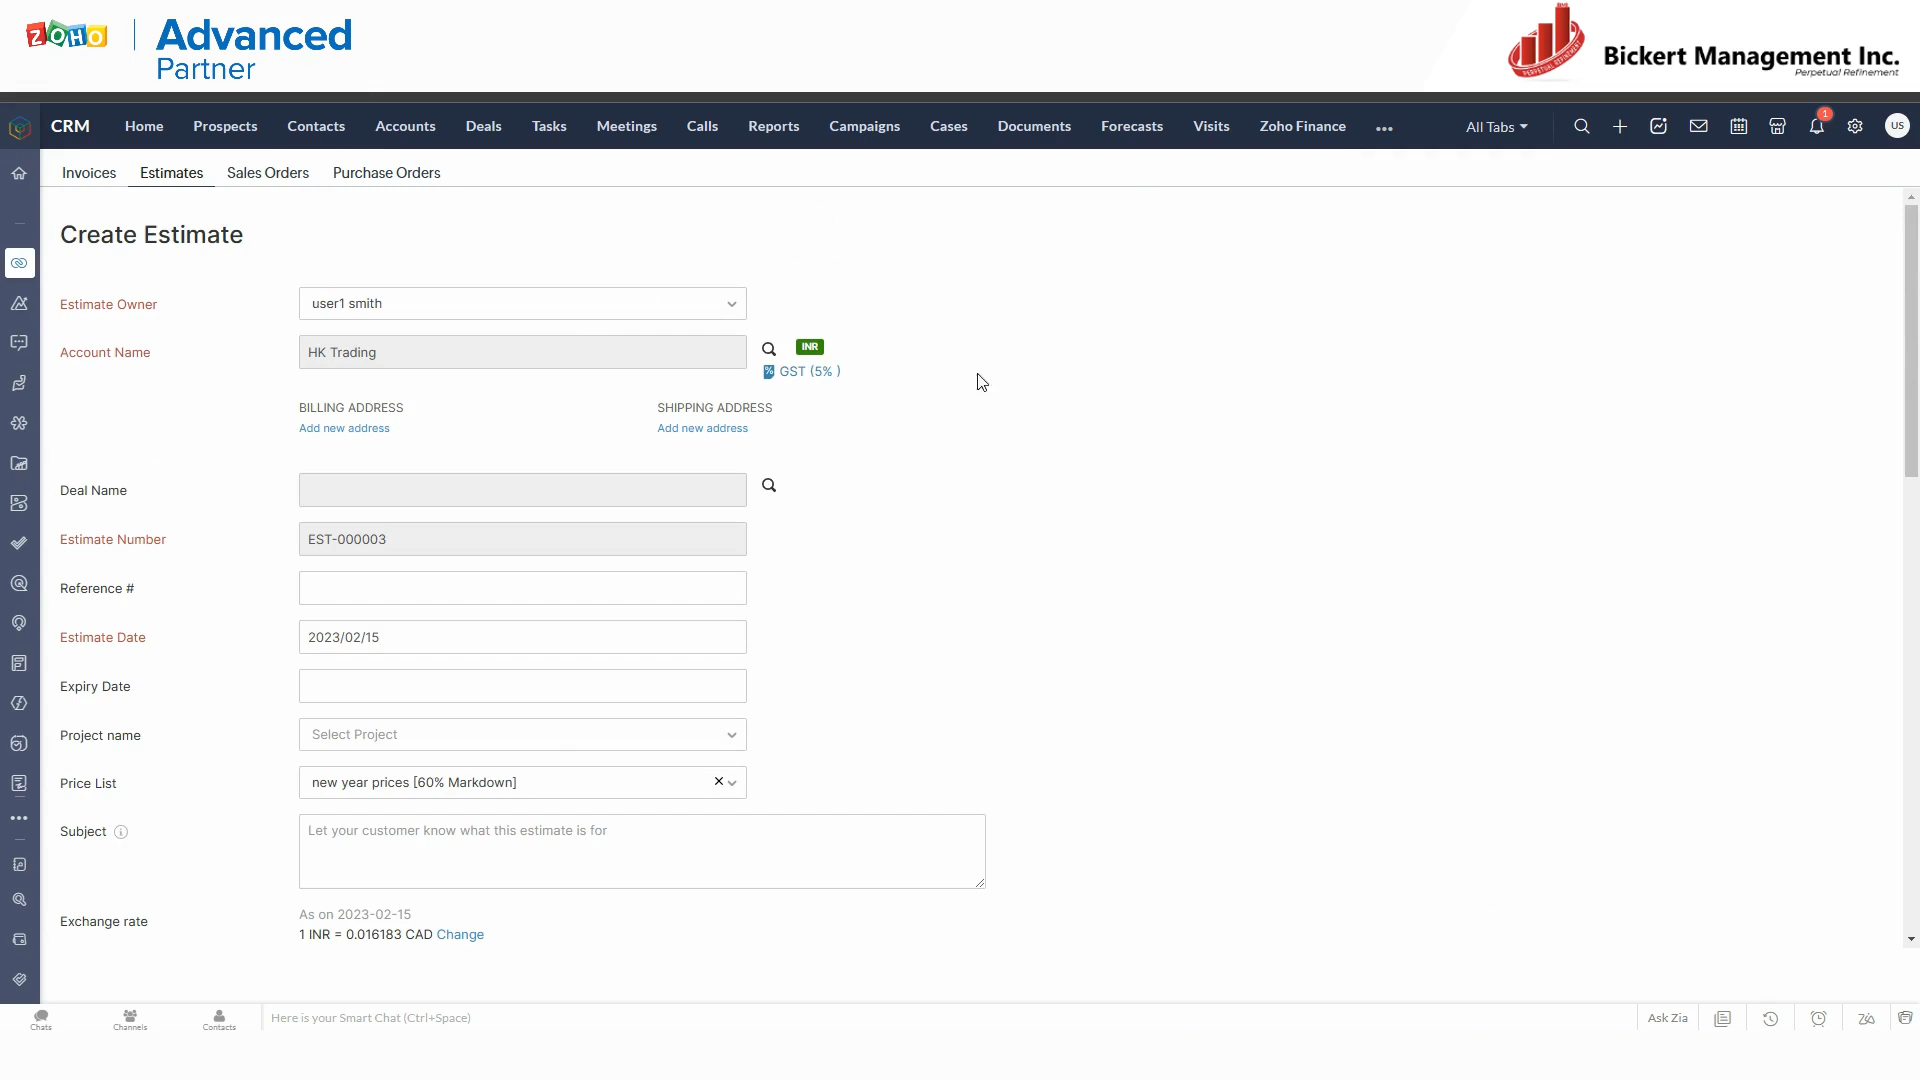 ZOHO Advanced
Partner
PERPETUAL REFINEMENT
Bickert Management Inc.
Perpetual Refinement
CRM Home Prospects Contacts Accounts Deals Tasks Meetings Calls Reports Campaigns Cases Documents Forecasts Visits Zoho Finance ••• All Tabs 1 US
Invoices Estimates Sales Orders Purchase Orders
Create Estimate
Estimate Owner user1 smith
Account Name HK Trading INR
% GST (5% )
BILLING ADDRESS SHIPPING ADDRESS
Add new address Add new address
Deal Name
Estimate Number EST-000003
Reference #
Estimate Date 2023/02/15
Expiry Date
Project name Select Project
Price List new year prices [60% Markdown]
Subject Let your customer know what this estimate is for
Exchange rate As on 2023-02-15
1 INR = 0.016183 CAD Change
Chats Channels Contacts Here is your Smart Chat (Ctrl+Space) Ask Zia